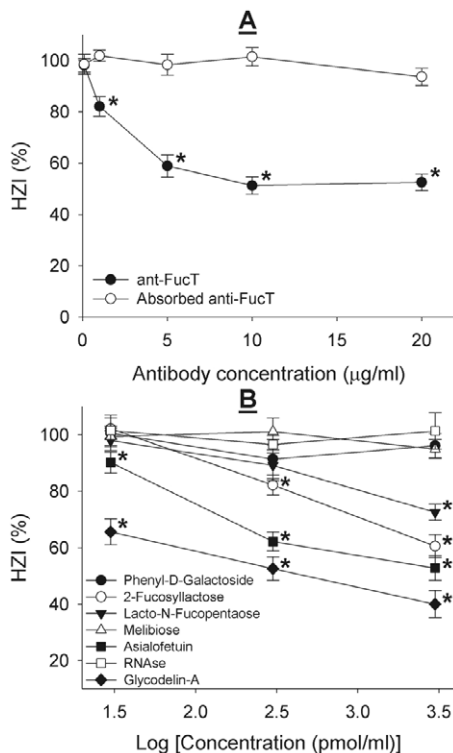 A
HZI (%)
100
80
60
40
20
0
* * * *
ant-FucT
Absorbed anti-FucT
0 5 10 15 20
Antibody concentration (μg/ml)
B
HZI (%)
100
80
60
40
20
* * * * * * * * *
Phenyl-D-Galactoside
2-Fucosyllactose
Lacto-N-Fucopentaose
Melibiose
Asialofetuin
RNAse
Glycodelin-A
1.5 2.0 2.5 3.0 3.5
Log [Concentration (pmol/ml)]